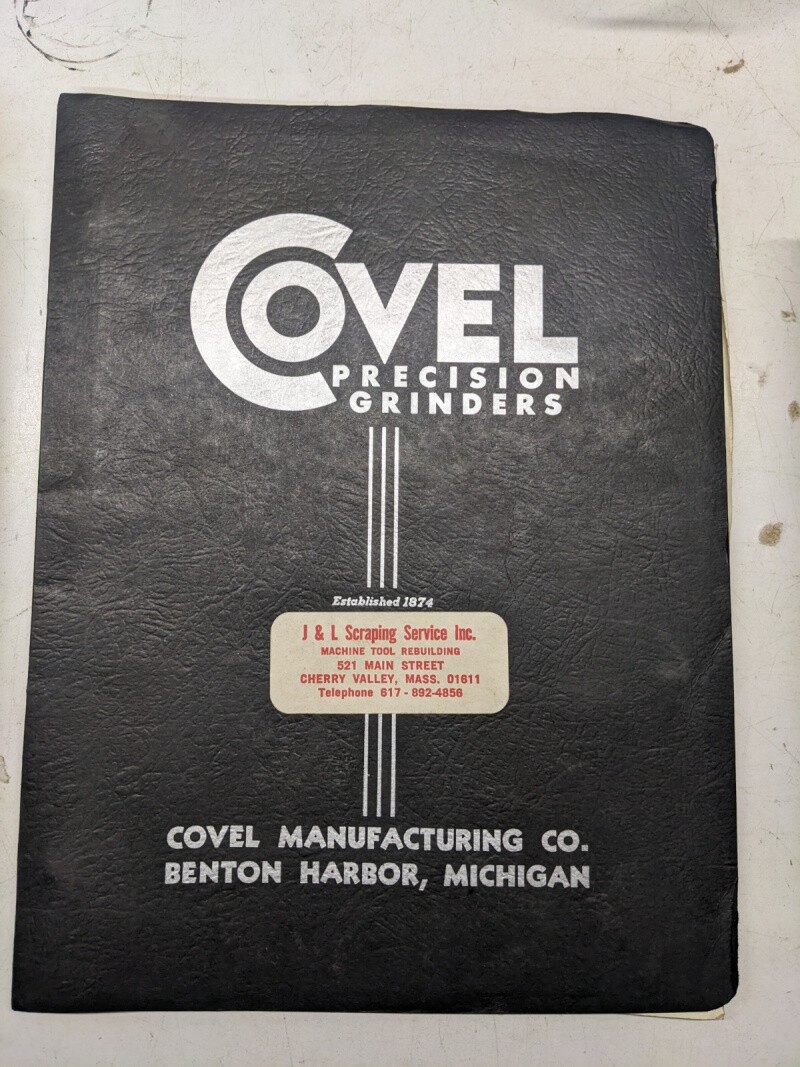 COVEL
PRECISION
GRINDERS
Established 1874
J & L Scraping Service Inc.
MACHINE TOOL REBUILDING
521 MAIN STREET
CHERRY VALLEY, MASS. 01611
Telephone 617-892-4856
COVEL MANUFACTURING CO.
BENTON HARBOR, MICHIGAN